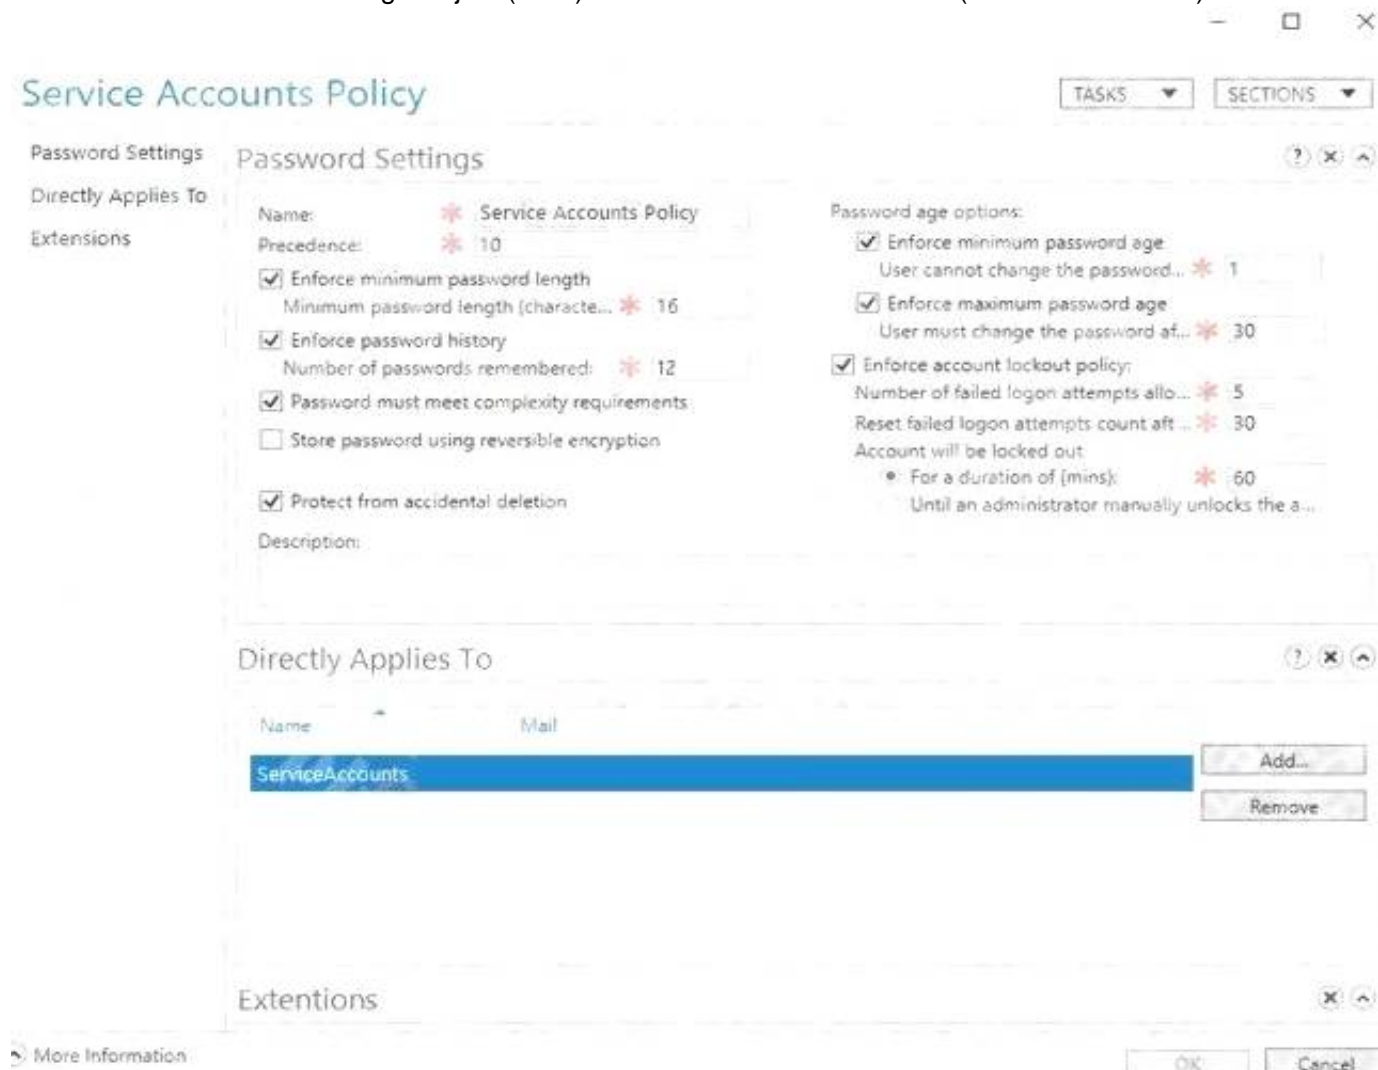 Service Accounts Policy
TASKS
SECTIONS
Password Settings
Directly Applies To
Extensions
Password Settings
Name: * Service Accounts Policy
Precedence: * 10
Enforce minimum password length
Minimum password length (characte... * 16
Enforce password history
Number of passwords remembered: * 12
Password must meet complexity requirements
Store password using reversible encryption
Protect from accidental deletion
Description:
Password age options:
Enforce minimum password age
User cannot change the password... * 1
Enforce maximum password age
User must change the password af... * 30
Enforce account lockout policy:
Number of failed logon attempts allo... * 5
Reset failed logon attempts count aft ... * 30
Account will be locked out
For a duration of (mins): * 60
Until an administrator manually unlocks the a...
Directly Applies To
Name Mail
ServiceAccounts
Add...
Remove
Extentions
More Information
OK
Cancel